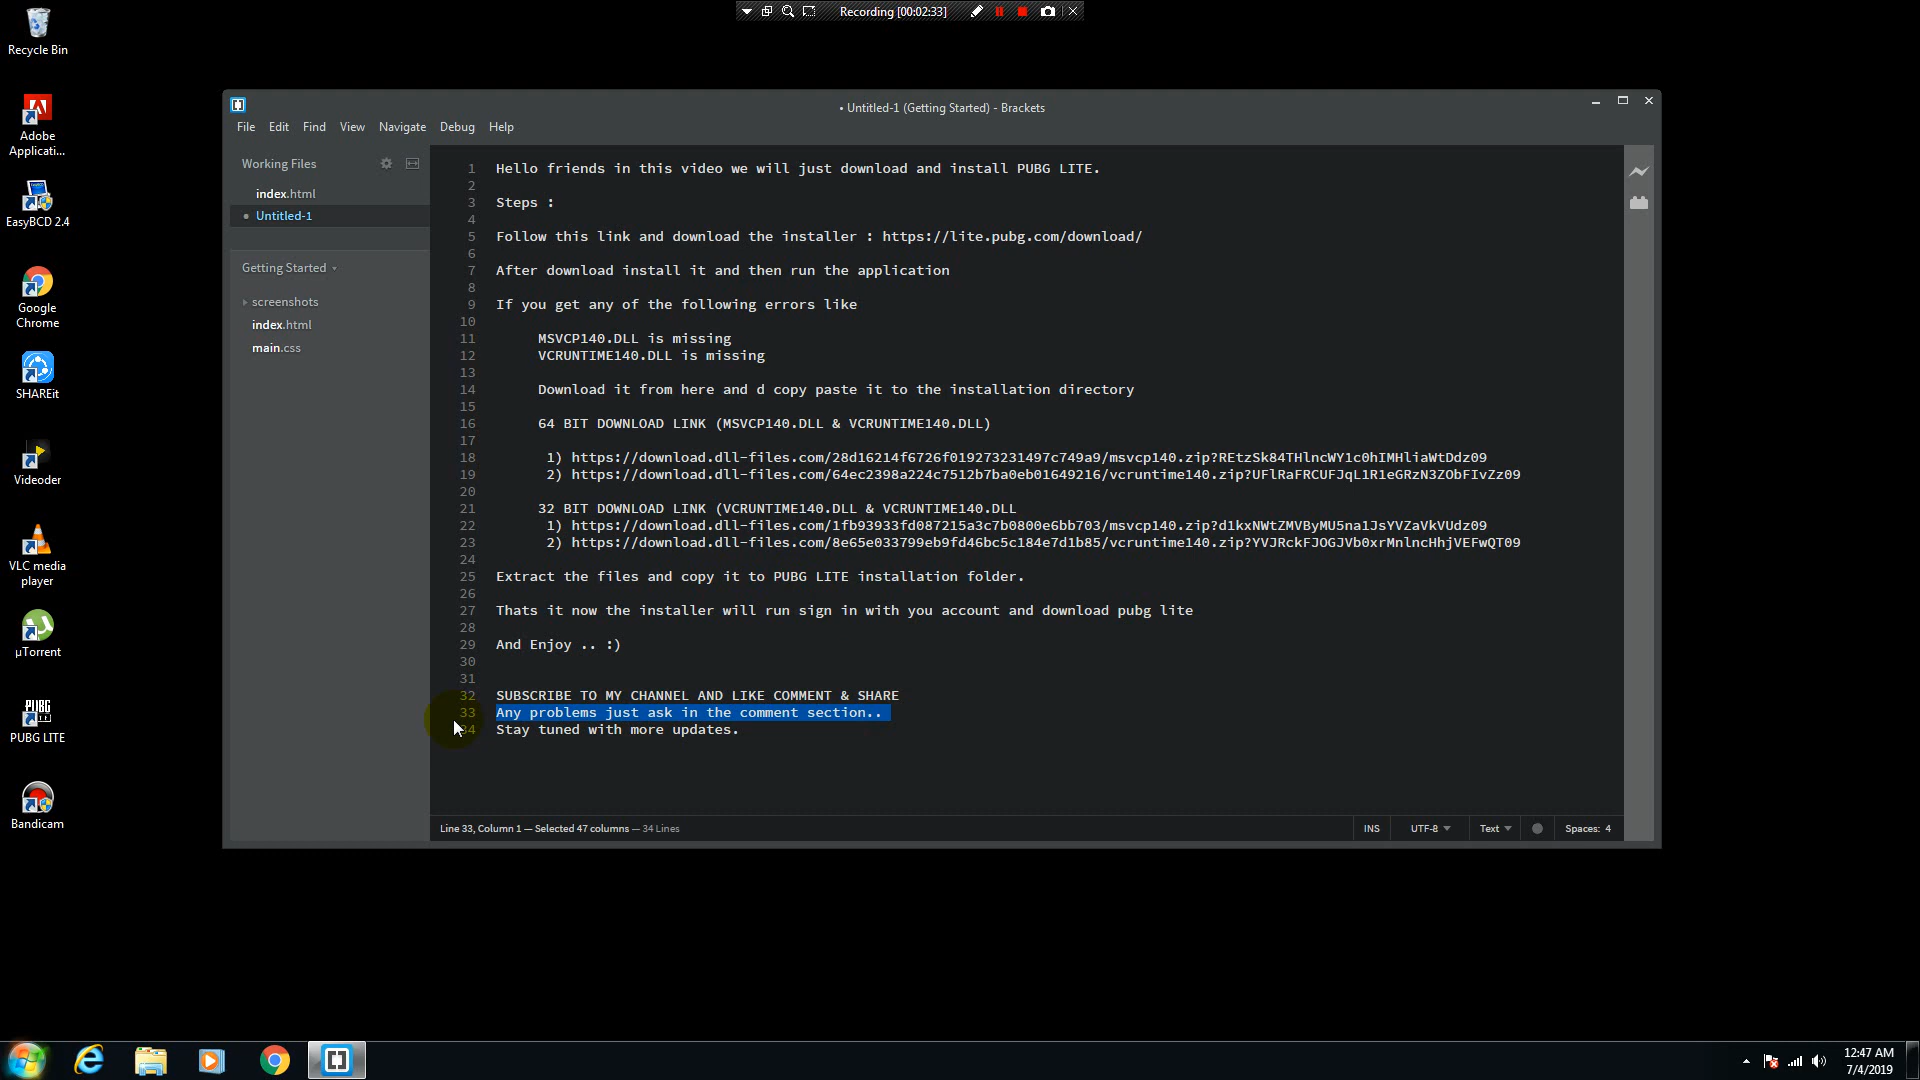 Recording [00:02:33]
Recycle Bin
Adobe
Applicati...
EasyBCD 2.4
Google
Chrome
SHAREit
Videoder
VLC media
player
µTorrent
PUBG
LITE
PUBG LITE
Bandicam
• Untitled-1 (Getting Started) - Brackets
File Edit Find View Navigate Debug Help
Working Files
index.html
• Untitled-1
Getting Started
screenshots
index.html
main.css
1 Hello friends in this video we will just download and install PUBG LITE.
2
3 Steps :
4
5 Follow this link and download the installer : https://lite.pubg.com/download/
6
7 After download install it and then run the application
8
9 If you get any of the following errors like
10
11 MSVCP140.DLL is missing
12 VCRUNTIME140.DLL is missing
13
14 Download it from here and d copy paste it to the installation directory
15
16 64 BIT DOWNLOAD LINK (MSVCP140.DLL & VCRUNTIME140.DLL)
17
18 1) https://download.dll-files.com/28d16214f6726f019273231497c749a9/msvcp140.zip?REtzSk84THlncWY1c0hIMHliaWtDdz09
19 2) https://download.dll-files.com/64ec2398a224c7512b7ba0eb01649216/vcruntime140.zip?UFlRaFRCUFJqL1R1eGRzN3ZObFIvZz09
20
21 32 BIT DOWNLOAD LINK (VCRUNTIME140.DLL & VCRUNTIME140.DLL
22 1) https://download.dll-files.com/1fb93933fd087215a3c7b0800e6bb703/msvcp140.zip?d1kxNWtZMVByMU5na1JsYVZaVkVUdz09
23 2) https://download.dll-files.com/8e65e033799eb9fd46bc5c184e7d1b85/vcruntime140.zip?YVJRckFJOGJVb0xrMnlncHhjVEFwQT09
24
25 Extract the files and copy it to PUBG LITE installation folder.
26
27 Thats it now the installer will run sign in with you account and download pubg lite
28
29 And Enjoy .. :)
30
31
32 SUBSCRIBE TO MY CHANNEL AND LIKE COMMENT & SHARE
33 Any problems just ask in the comment section..
34 Stay tuned with more updates.
Line 33, Column 1 — Selected 47 columns — 34 Lines
INS UTF-8 Text Spaces: 4
12:47 AM
7/4/2019